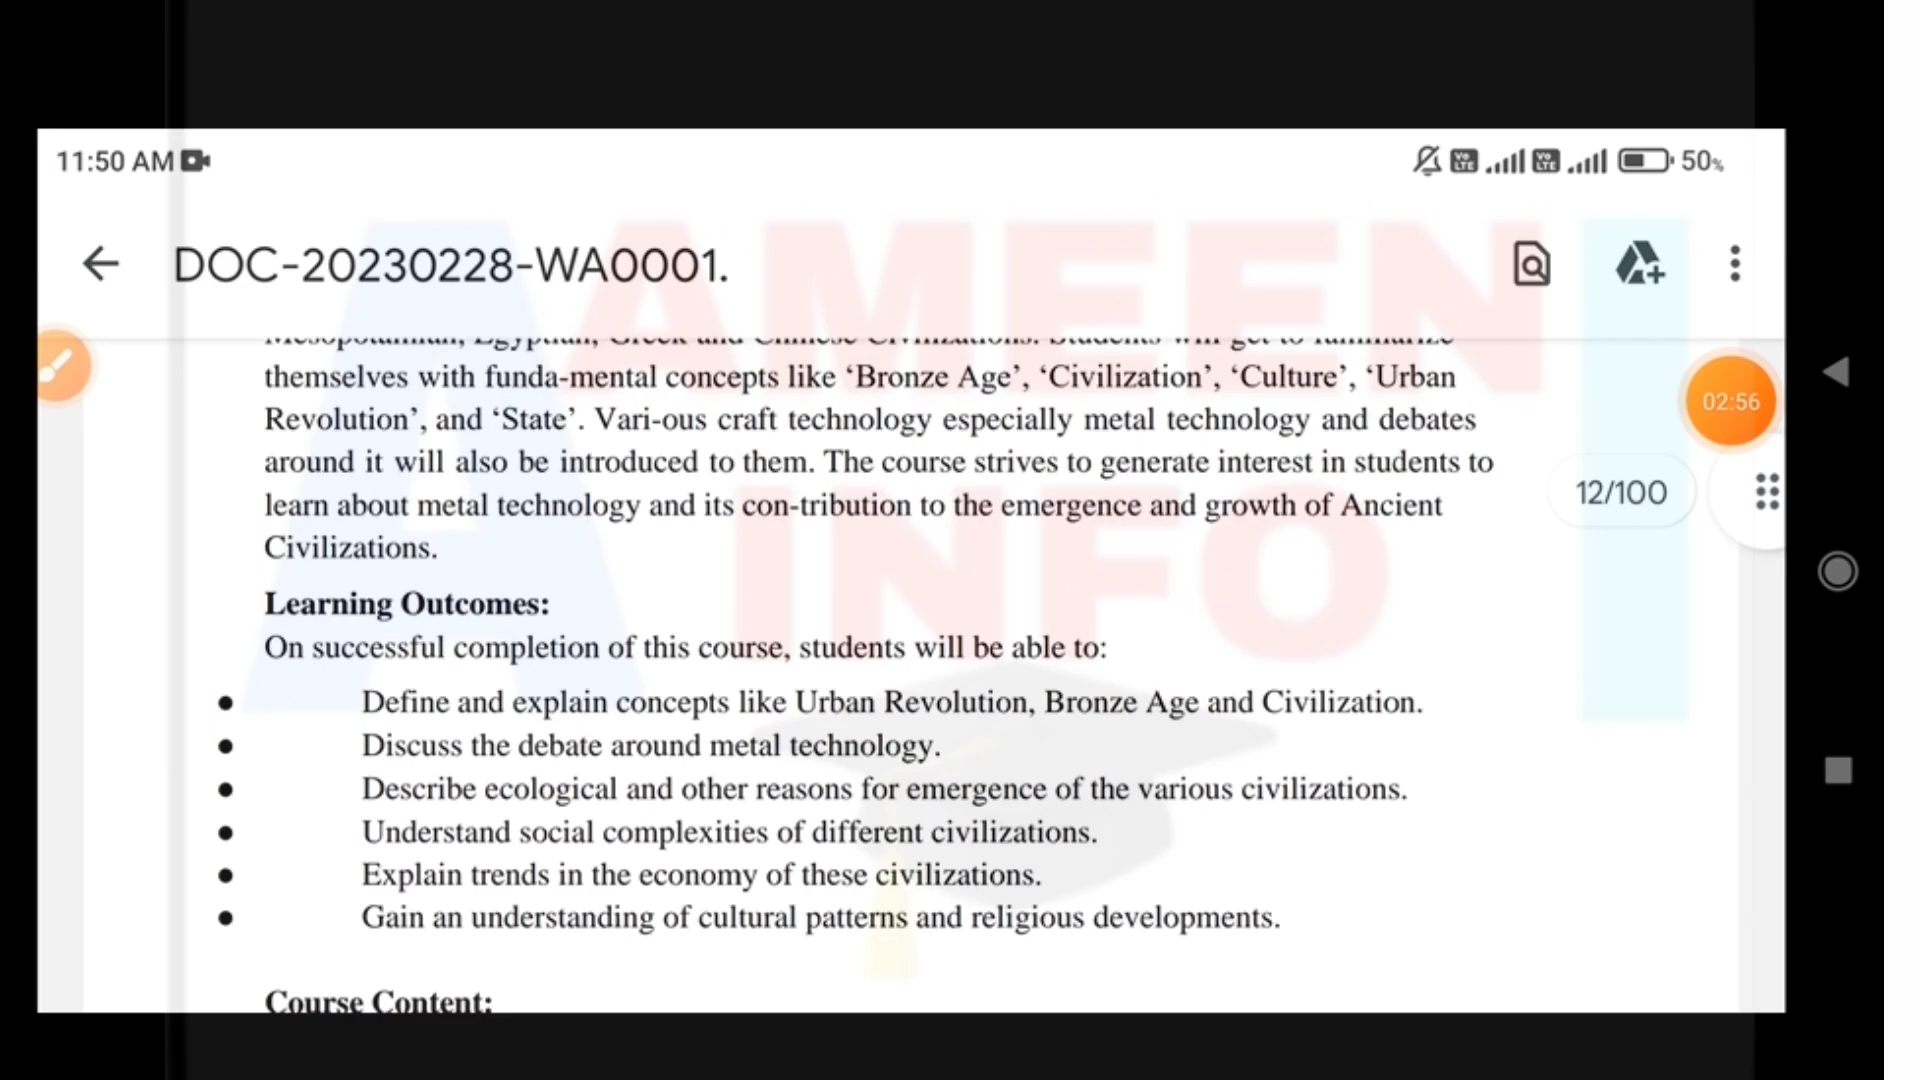 11:50 AM
Vo LTE Vo LTE 50%
DOC-20230228-WA0001.
AMEEN
INFO
Mesopotamian, Egyptian, Greek and Chinese Civilizations. Students will get to familiarize
themselves with funda-mental concepts like ‘Bronze Age’, ‘Civilization’, ‘Culture’, ‘Urban
Revolution’, and ‘State’. Vari-ous craft technology especially metal technology and debates
around it will also be introduced to them. The course strives to generate interest in students to
learn about metal technology and its con-tribution to the emergence and growth of Ancient
Civilizations.
02:56
12/100
Learning Outcomes:
On successful completion of this course, students will be able to:
● Define and explain concepts like Urban Revolution, Bronze Age and Civilization.
● Discuss the debate around metal technology.
● Describe ecological and other reasons for emergence of the various civilizations.
● Understand social complexities of different civilizations.
● Explain trends in the economy of these civilizations.
● Gain an understanding of cultural patterns and religious developments.
Course Content: